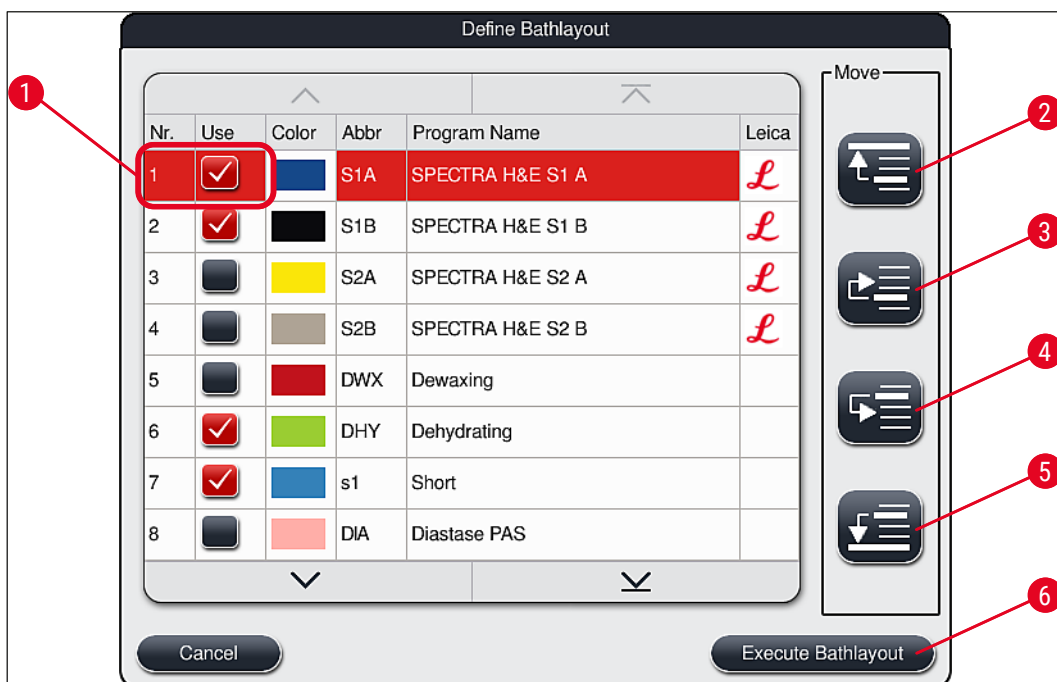 Define Bathlayout
Move
1
2
Nr. Use Color Abbr Program Name Leica
1 S1A SPECTRA H&E S1 A L
2 S1B SPECTRA H&E S1 B L
3
3 S2A SPECTRA H&E S2 A L
4 S2B SPECTRA H&E S2 B L
4
5 DWX Dewaxing
6 DHY Dehydrating
5
7 s1 Short
8 DIA Diastase PAS
6
Cancel Execute Bathlayout